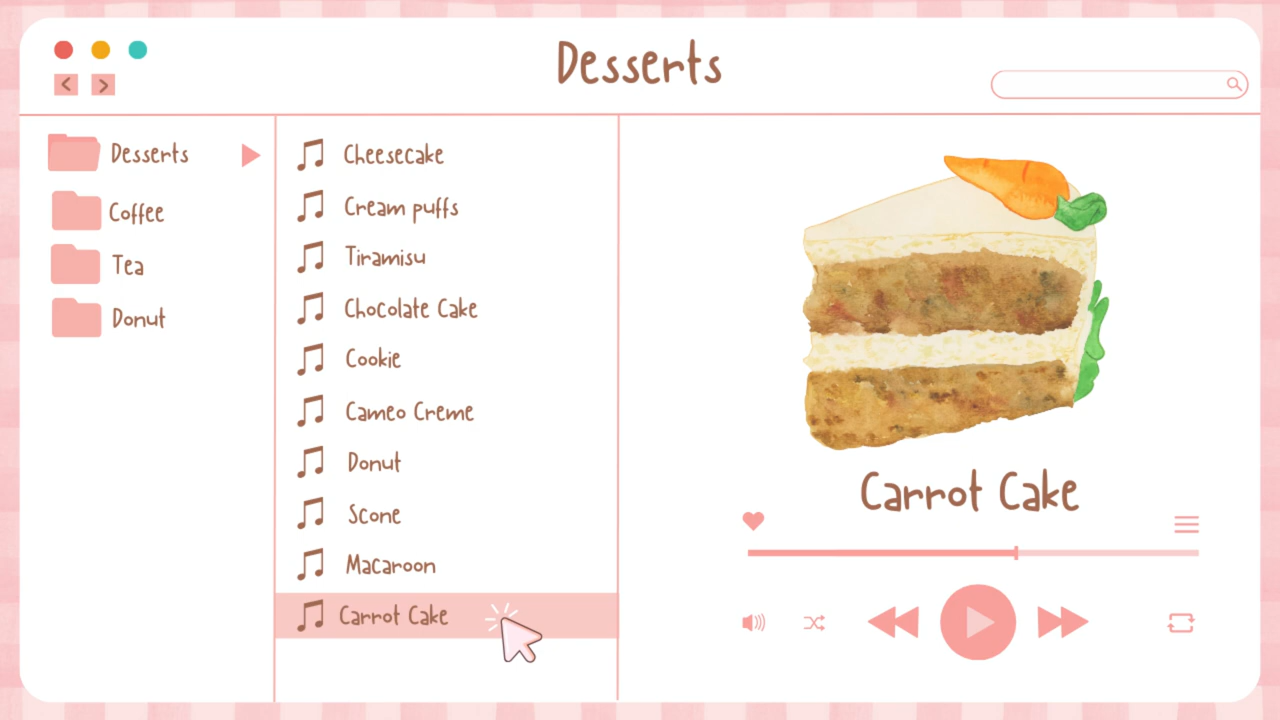 Desserts
Desserts
Coffee
Tea
Donut
Cheesecake
Cream puffs
Tiramisu
Chocolate Cake
Cookie
Cameo Creme
Donut
Scone
Macaroon
Carrot Cake
Carrot Cake